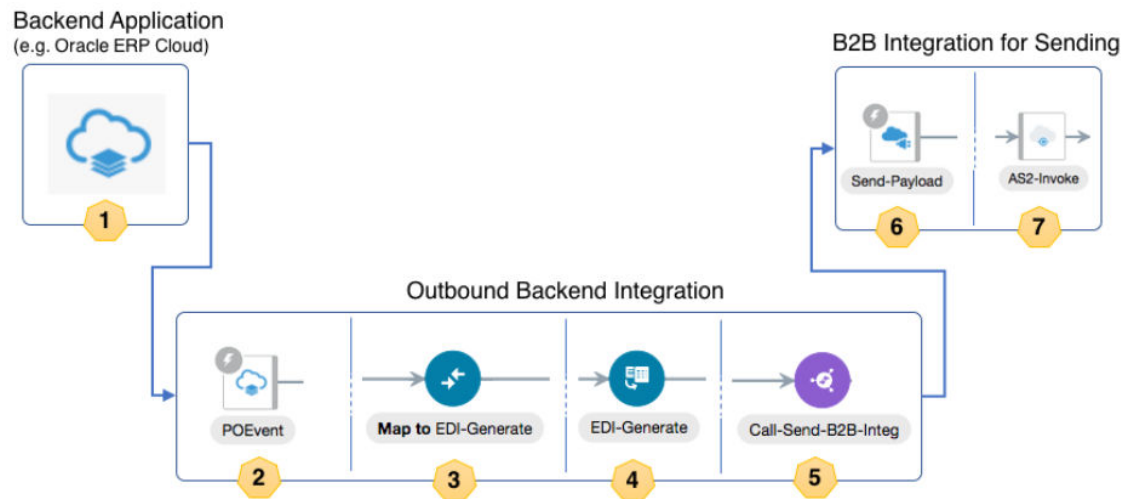 Backend Application
(e.g. Oracle ERP Cloud)
1
B2B Integration for Sending
Send-Payload
AS2-Invoke
6
7
Outbound Backend Integration
POEvent
Map to EDI-Generate
EDI-Generate
Call-Send-B2B-Integ
2
3
4
5